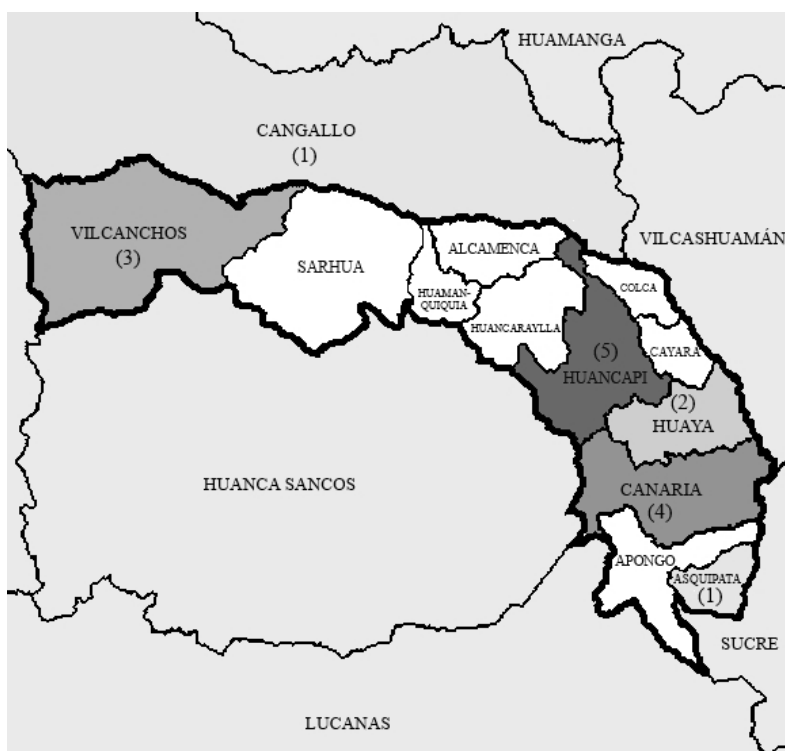 HUAMANGA
CANGALLO
(1)
VILCANCHOS
(3)
SARHUA
ALCAMENCA
VILCASHUAMÁN
HUAMAN-
QUIQUIA
COLCA
HUANCARAYLLA
CAYARA
(5)
HUANCAPI
(2)
HUAYA
HUANCA SANCOS
CANARIA
(4)
APONGO
ASQUIPATA
(1)
SUCRE
LUCANAS